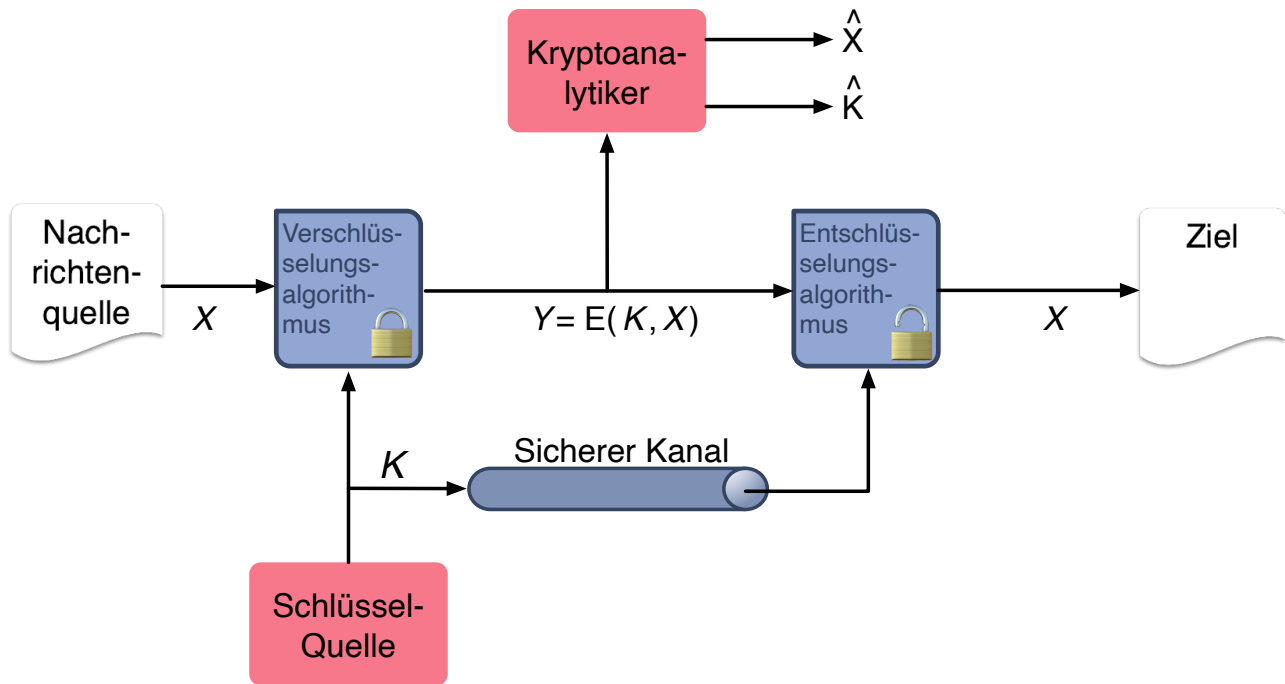 Kryptoana-
lytiker
X̂
K̂
Nach-
richten-
quelle
X
Verschlüs-
selungs-
algorith-
mus
Y = E( K , X )
Entschlüs-
selungs-
algorith-
mus
X
Ziel
K
Sicherer Kanal
Schlüssel-
Quelle